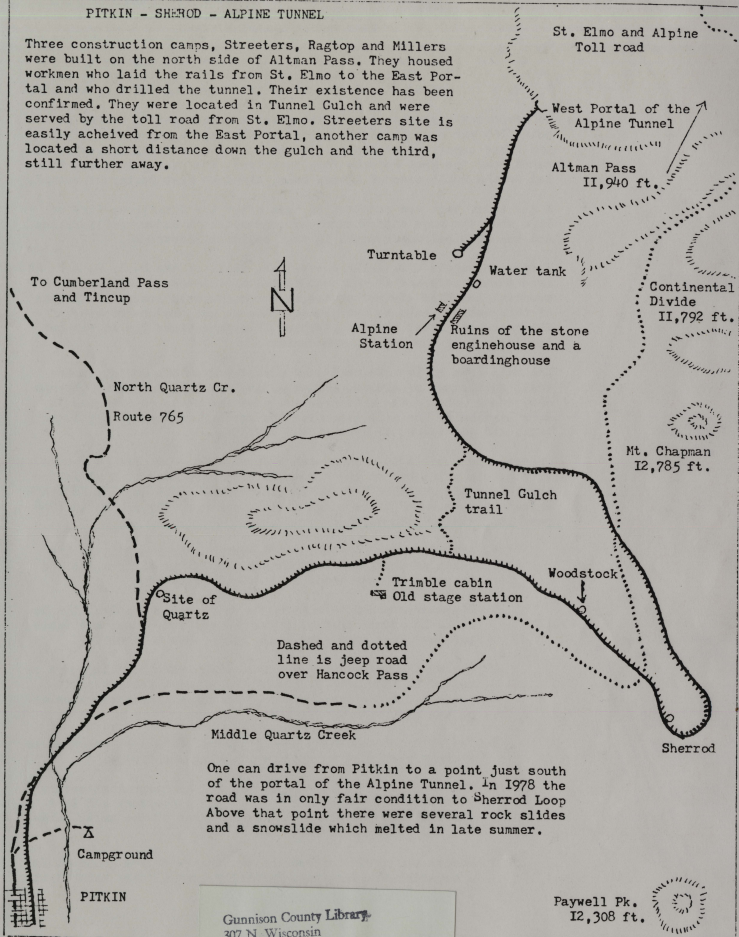 PITKIN - SHEROD - ALPINE TUNNEL
Three construction camps, Streeters, Ragtop and Millers
were built on the north side of Altman Pass. They housed
workmen who laid the rails from St. Elmo to the East Por-
tal and who drilled the tunnel. Their existence has been
confirmed. They were located in Tunnel Gulch and were
served by the toll road from St. Elmo. Streeters site is
easily acheived from the East Portal, another camp was
located a short distance down the gulch and the third,
still further away.
St. Elmo and Alpine
Toll road
West Portal of the
Alpine Tunnel
Altman Pass
11,940 ft.
Turntable
Water tank
To Cumberland Pass
and Tincup
N
Continental
Divide
11,792 ft.
Alpine
Station
Ruins of the stone
enginehouse and a
boardinghouse
North Quartz Cr.
Route 765
Mt. Chapman
12,785 ft.
Tunnel Gulch
trail
Woodstock
Trimble cabin
Old stage station
Site of
Quartz
Dashed and dotted
line is jeep road
over Hancock Pass
Middle Quartz Creek
Sherrod
One can drive from Pitkin to a point just south
of the portal of the Alpine Tunnel. In 1978 the
road was in only fair condition to Sherrod Loop
Above that point there were several rock slides
and a snowslide which melted in late summer.
Campground
PITKIN
Paywell Pk.
12,308 ft.
Gunnison County Library
307 N. Wisconsin